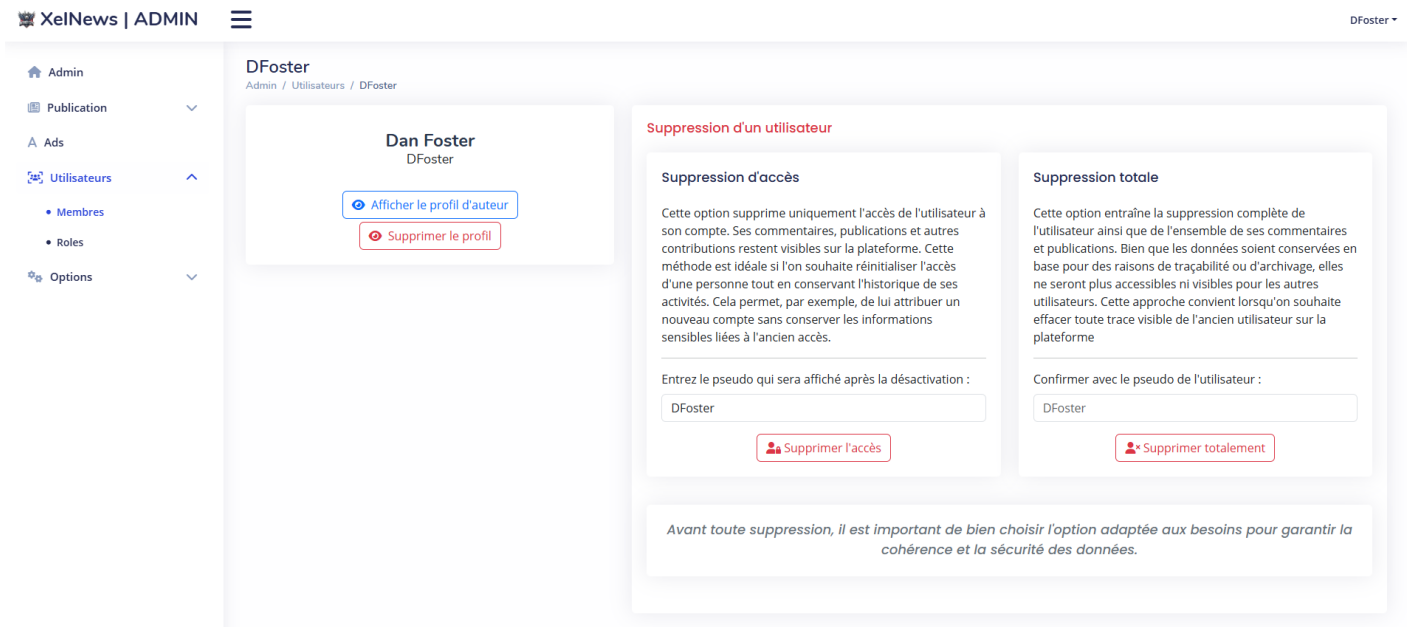 XelNews | ADMIN
DFoster
Admin
Publication
Ads
Utilisateurs
Membres
Roles
Options
DFoster
Admin / Utilisateurs / DFoster
Dan Foster
DFoster
Afficher le profil d'auteur
Supprimer le profil
Suppression d'un utilisateur
Suppression d'accès
Cette option supprime uniquement l'accès de l'utilisateur à
son compte. Ses commentaires, publications et autres
contributions restent visibles sur la plateforme. Cette
méthode est idéale si l'on souhaite réinitialiser l'accès
d'une personne tout en conservant l'historique de ses
activités. Cela permet, par exemple, de lui attribuer un
nouveau compte sans conserver les informations
sensibles liées à l'ancien accès.
Entrez le pseudo qui sera affiché après la désactivation :
DFoster
Supprimer l'accès
Suppression totale
Cette option entraîne la suppression complète de
l'utilisateur ainsi que de l'ensemble de ses commentaires
et publications. Bien que les données soient conservées en
base pour des raisons de traçabilité ou d'archivage, elles
ne seront plus accessibles ni visibles pour les autres
utilisateurs. Cette approche convient lorsqu'on souhaite
effacer toute trace visible de l'ancien utilisateur sur la
plateforme
Confirmer avec le pseudo de l'utilisateur :
DFoster
Supprimer totalement
Avant toute suppression, il est important de bien choisir l'option adaptée aux besoins pour garantir la
cohérence et la sécurité des données.